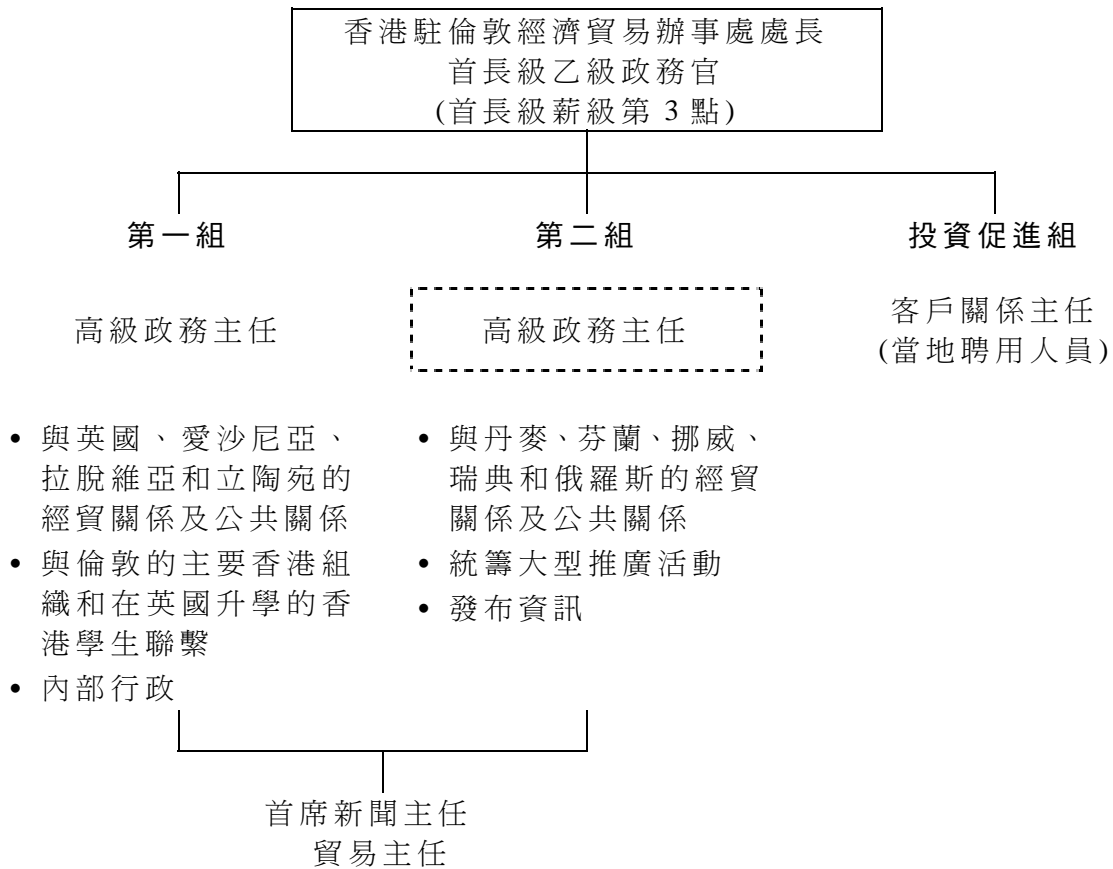 香港駐倫敦經濟貿易辦事處處長
首長級乙級政務官
(首長級薪級第 3 點)
第一組
高級政務主任
• 與英國、愛沙尼亞、
拉脫維亞和立陶宛的
經貿關係及公共關係
• 與倫敦的主要香港組
織和在英國升學的香
港學生聯繫
• 內部行政
第二組
高級政務主任
• 與丹麥、芬蘭、挪威、
瑞典和俄羅斯的經貿
關係及公共關係
• 統籌大型推廣活動
• 發布資訊
投資促進組
客戶關係主任
(當地聘用人員)
首席新聞主任
貿易主任